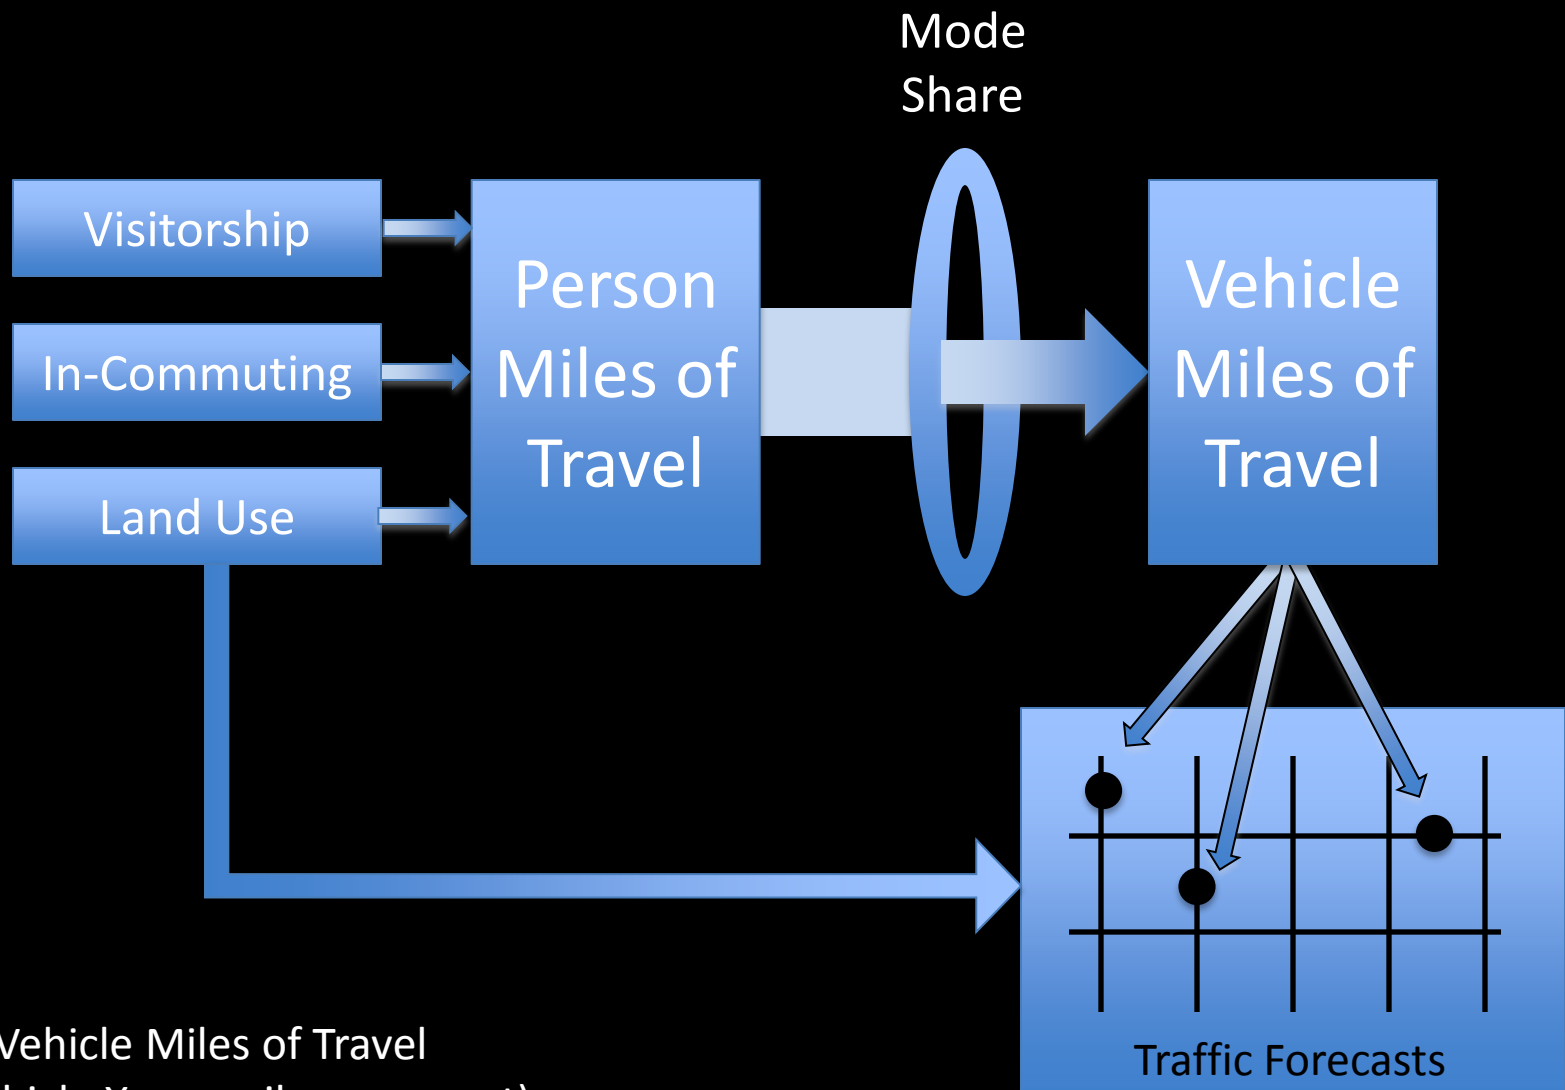 Mode
Share
Visitorship
In-Commuting
Land Use
Person
Miles of
Travel
Vehicle
Miles of
Travel
Traffic Forecasts
Vehicle Miles of Travel